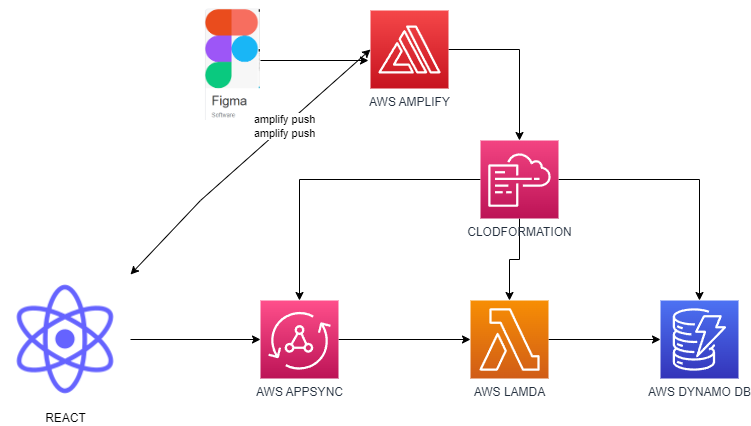 Figma
Software
AWS AMPLIFY
amplify push
amplify push
CLODFORMATION
AWS APPSYNC
AWS LAMDA
AWS DYNAMO DB
REACT